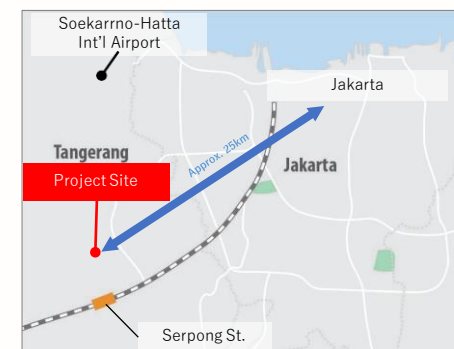 Soekarrno-Hatta
Int'l Airport
Jakarta
Approx. 25km
Tangerang
Jakarta
Project Site
Serpong St.